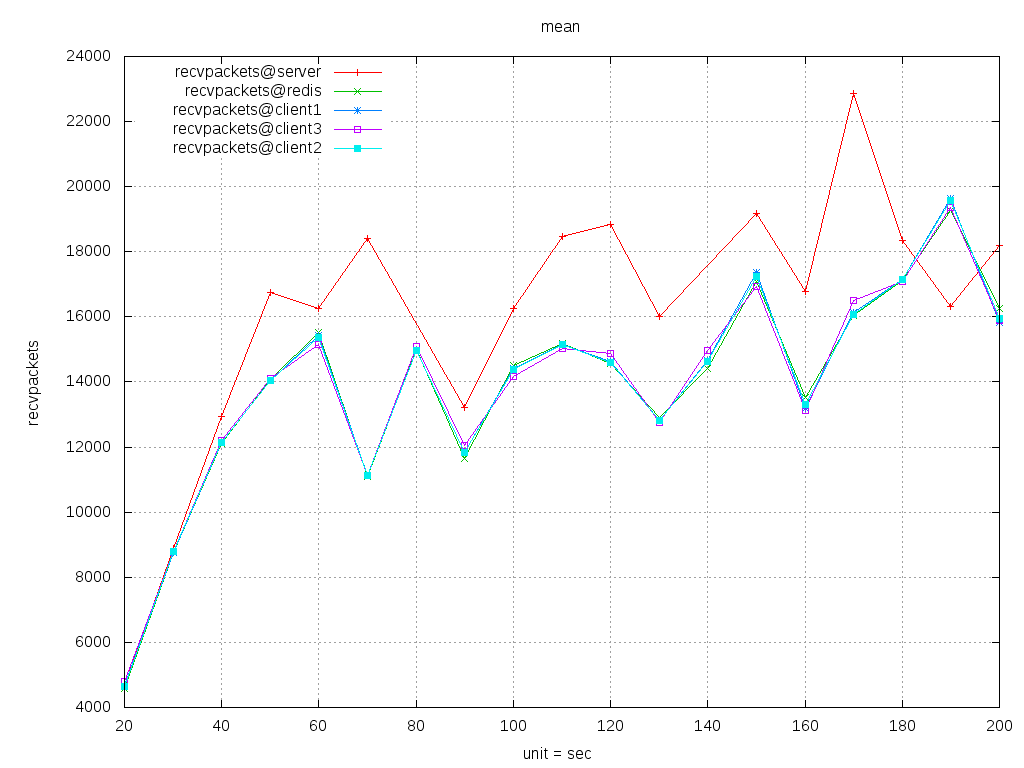 mean
24000
22000
20000
18000
16000
14000
12000
10000
8000
6000
4000
recvpackets
recvpackets@server
recvpackets@redis
recvpackets@client1
recvpackets@client3
recvpackets@client2
20 40 60 80 100 120 140 160 180 200
unit = sec